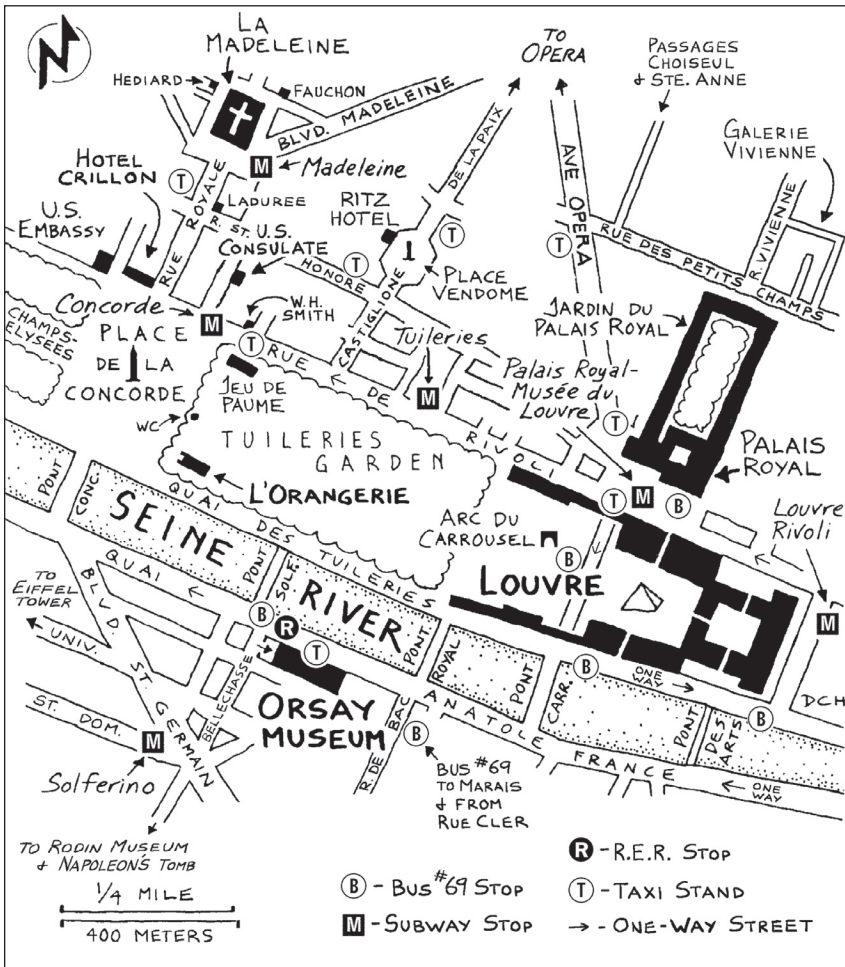 LA
MADELEINE
HEDIARD
FAUCHON
BLVD. MADELEINE
M
Madeleine
TO
OPERA
PASSAGES
CHOISEUL
& STE. ANNE
GALERIE
VIVIENNE
HOTEL
CRILLON
T
ROYALE
RUE
LADUREE
R. ST.
HONORE
U.S.
EMBASSY
U.S.
CONSULATE
RITZ
HOTEL
DE LA PAIX
T
T
AVE OPERA
T
RUE DES PETITS CHAMPS
R. VIVIENNE
PLACE
VENDOME
CASTIGLIONE
W.H.
SMITH
Concorde
M
T
CHAMPS-
ELYSEES
PLACE
DE LA
CONCORDE
JEU DE
PAUME
WC
RUE DE RIVOLI
Tuileries
M
JARDIN DU
PALAIS ROYAL
Palais Royal-
Musée du
Louvre
T
PALAIS
ROYAL
T
M
B
Louvre
Rivoli
M
TUILERIES
GARDEN
L'ORANGERIE
ARC DU
CARROUSEL
B
LOUVRE
QUAI DES TUILERIES
PONT
CONC.
SEINE
RIVER
PONT
SOLF.
PONT
ROYAL
PONT
CARR.
PONT
DES
ARTS
B
B
ONE
WAY
DCH
QUAI
TO
EIFFEL
TOWER
BLVD.
ST. GERMAIN
UNIV.
ST. DOM.
BELLECHASSE
B
R
T
ORSAY
MUSEUM
R. DE BAC
B
ANATOLE
FRANCE
ONE
WAY
BUS #69
TO MARAIS
& FROM
RUE CLER
M
Solferino
TO RODIN MUSEUM
& NAPOLEON'S TOMB
1/4 MILE
400 METERS
R - R.E.R. STOP
B - BUS #69 STOP
T - TAXI STAND
M - SUBWAY STOP
→ - ONE-WAY STREET